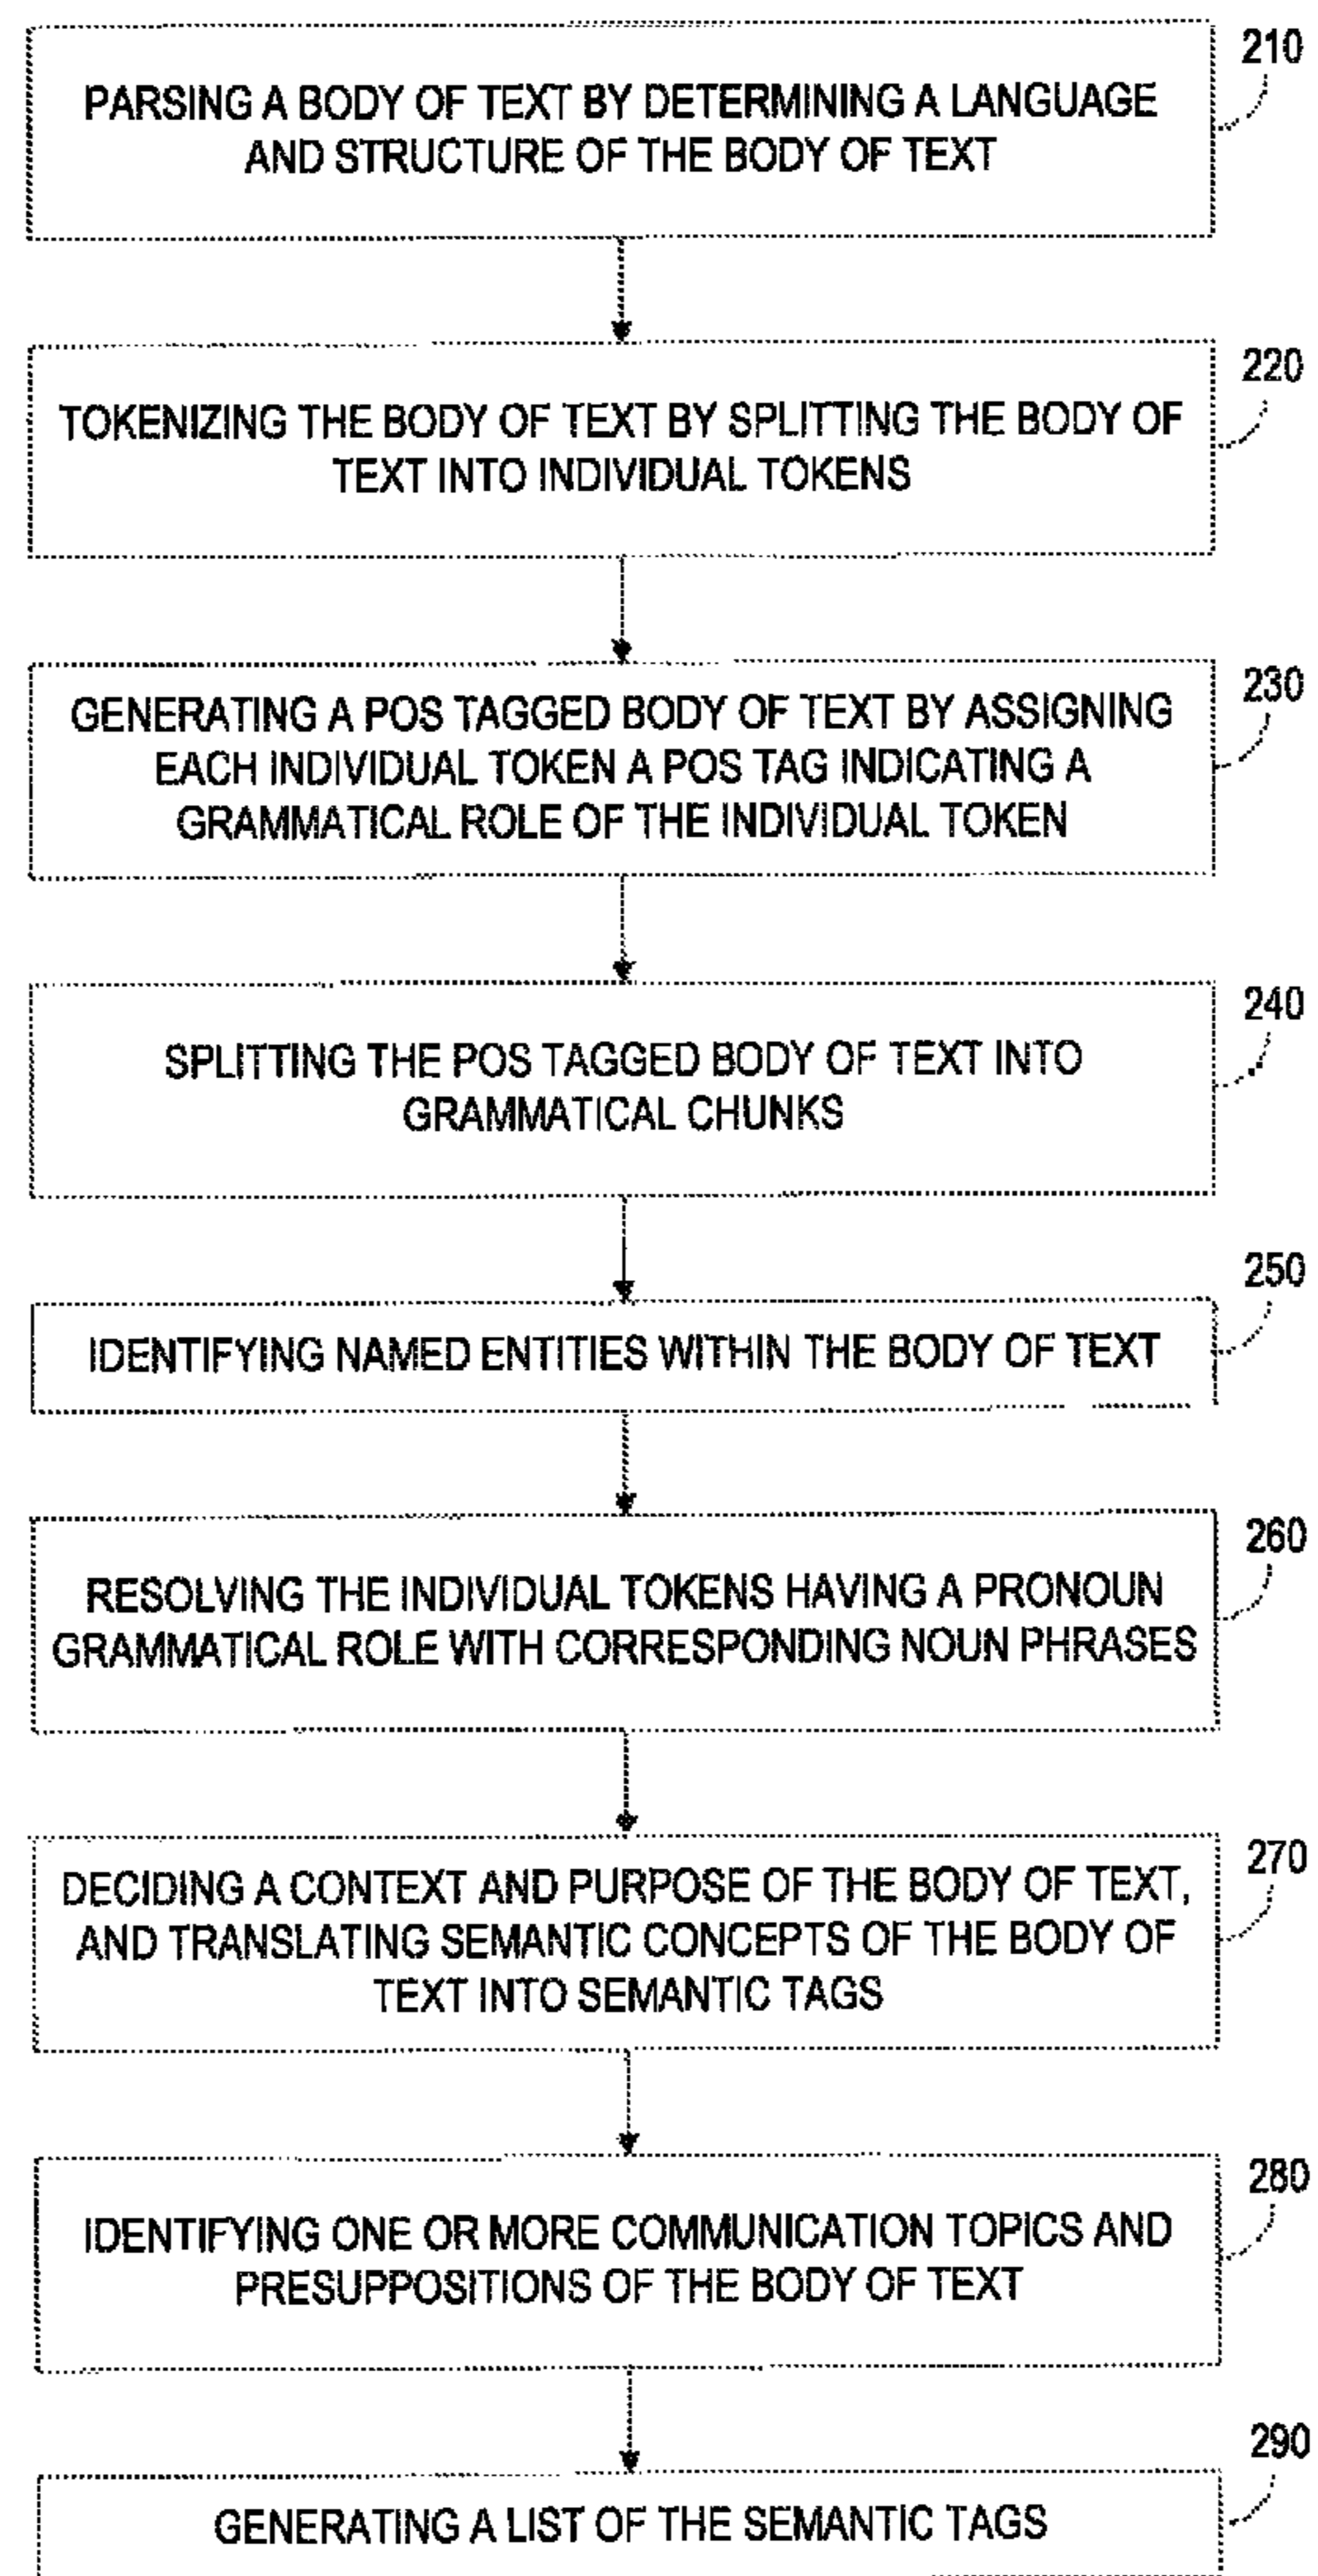 210
PARSING A BODY OF TEXT BY DETERMINING A LANGUAGE
AND STRUCTURE OF THE BODY OF TEXT
220
TOKENIZING THE BODY OF TEXT BY SPLITTING THE BODY OF
TEXT INTO INDIVIDUAL TOKENS
230
GENERATING A POS TAGGED BODY OF TEXT BY ASSIGNING
EACH INDIVIDUAL TOKEN A POS TAG INDICATING A
GRAMMATICAL ROLE OF THE INDIVIDUAL TOKEN
240
SPLITTING THE POS TAGGED BODY OF TEXT INTO
GRAMMATICAL CHUNKS
250
IDENTIFYING NAMED ENTITIES WITHIN THE BODY OF TEXT
260
RESOLVING THE INDIVIDUAL TOKENS HAVING A PRONOUN
GRAMMATICAL ROLE WITH CORRESPONDING NOUN PHRASES
270
DECIDING A CONTEXT AND PURPOSE OF THE BODY OF TEXT,
AND TRANSLATING SEMANTIC CONCEPTS OF THE BODY OF
TEXT INTO SEMANTIC TAGS
280
IDENTIFYING ONE OR MORE COMMUNICATION TOPICS AND
PRESUPPOSITIONS OF THE BODY OF TEXT
290
GENERATING A LIST OF THE SEMANTIC TAGS